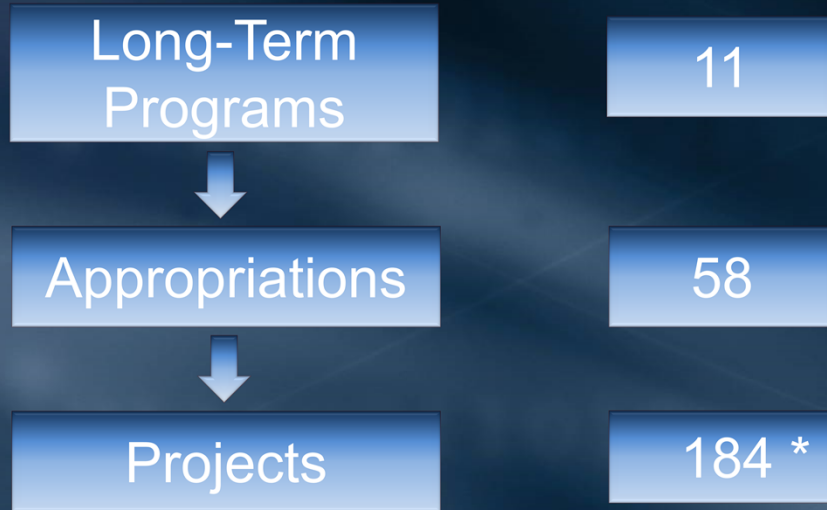 Long-Term
Programs
11
Appropriations
58
Projects
184 *